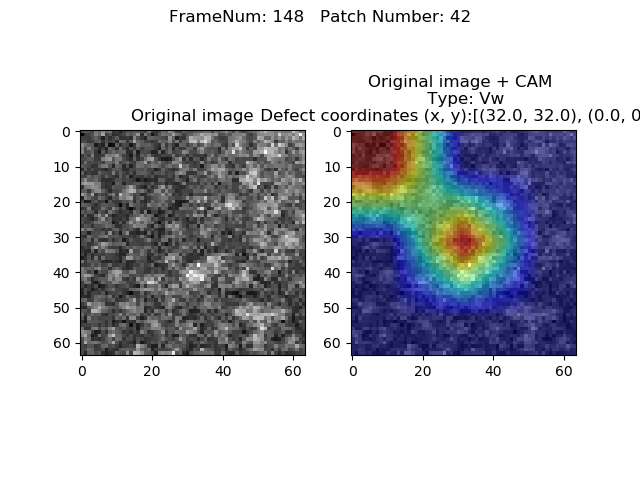 FrameNum: 148   Patch Number: 42
Original image + CAM
Type: Vw
Original image Defect coordinates (x, y):[(32.0, 32.0), (0.0, 0
0
10
20
30
40
50
60
0 20 40 60
0
10
20
30
40
50
60
0 20 40 60